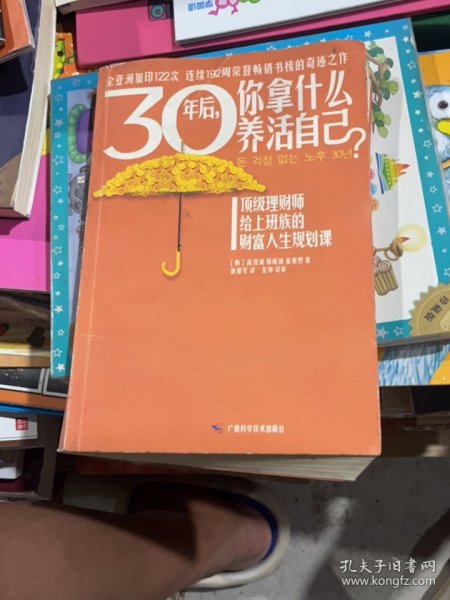 全亚洲加印122次 连续192周荣登畅销书榜的奇迹之作
30年后,
你拿什么
养活自己?
돈 걱정 없는 노후 30년
顶级理财师
给上班族的
财富人生规划课
广西科学技术出版社
珍藏版
孔夫子旧书网
www.kongfz.com